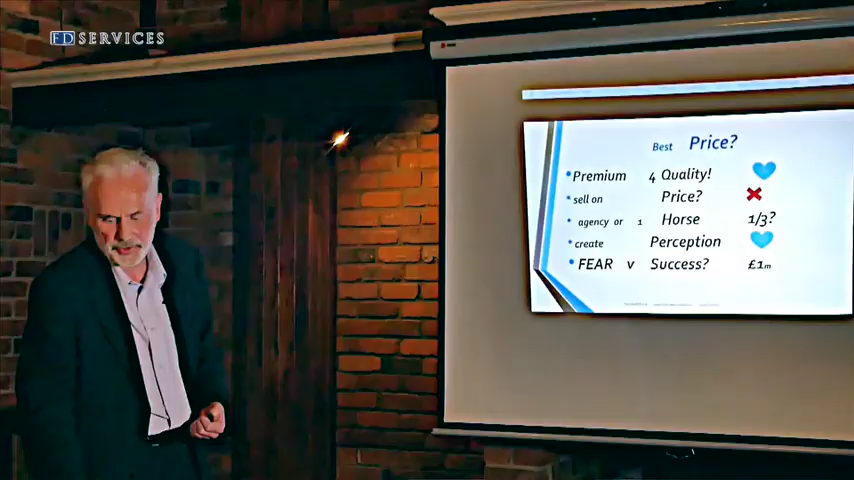 FD SERVICES
Best Price?
Premium 4 Quality!
sell on Price?
agency or 1 Horse 1/3?
create Perception
FEAR v Success? £1m